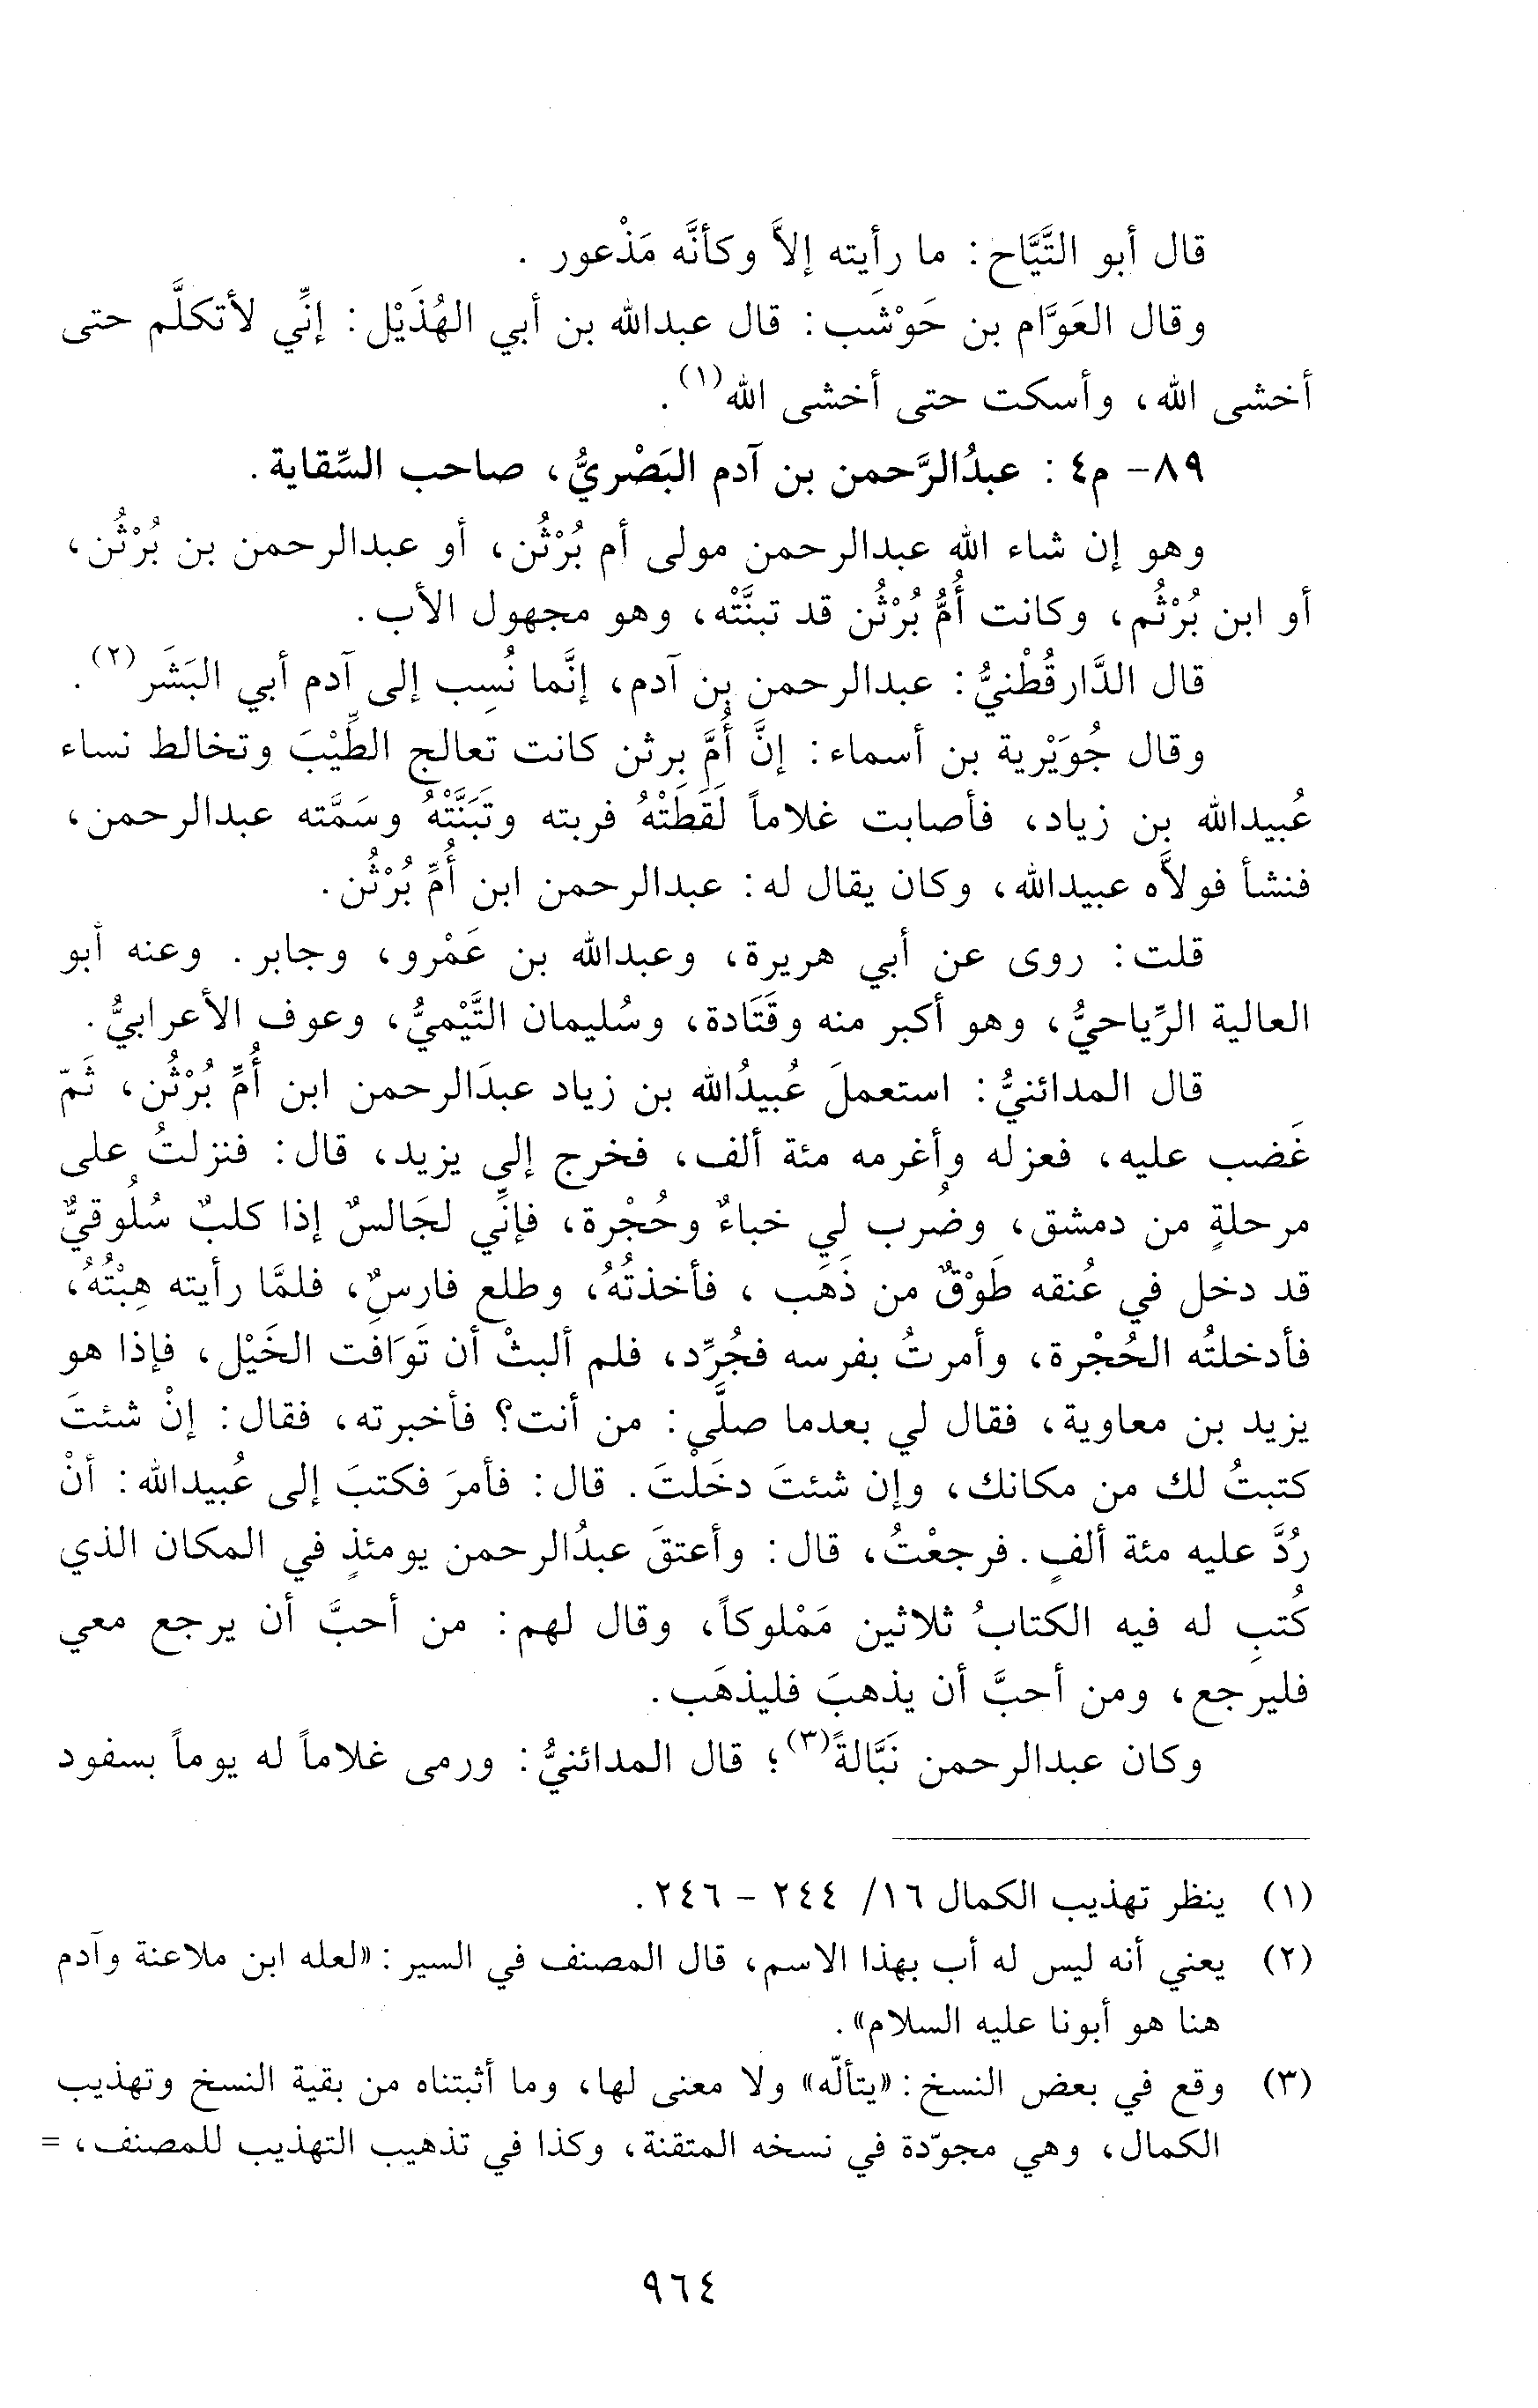 قال أبو التَّيَّاح: ما رأيته إلاَّ وكأنَّه مَذْعور .
وقال العَوَّام بن حَوْشَب: قال عبدالله بن أبي الهُذَيْل: إنِّي لأتكلَّم حتى
أخشى الله، وأسكت حتى أخشى الله(١).
٨٩- م٤: عبدُالرَّحمن بن آدم البَصْريُّ، صاحب السِّقاية.
وهو إن شاء الله عبدالرحمن مولى أم بُرْثُن، أو عبدالرحمن بن بُرْثُن،
أو ابن بُرْثُم، وكانت أُمُّ بُرْثُن قد تبنَّتْه، وهو مجهول الأب.
قال الدَّارقُطْنيُّ: عبدالرحمن بن آدم، إنَّما نُسِب إلى آدم أبي البَشَر(٢).
وقال جُوَيْرية بن أسماء: إنَّ أُمَّ برثن كانت تعالج الطِّيْبَ وتخالط نساء
عُبيدالله بن زياد، فأصابت غلاماً لَقَطَتْهُ فربته وتَبَنَّتْهُ وسَمَّته عبدالرحمن،
فنشأ فولاَّه عبيدالله، وكان يقال له: عبدالرحمن ابن أُمِّ بُرْثُن.
قلت: روى عن أبي هريرة، وعبدالله بن عَمْرو، وجابر. وعنه أبو
العالية الرِّياحيُّ، وهو أكبر منه وقَتَادة، وسُليمان التَّيْميُّ، وعوف الأعرابيُّ.
قال المدائنيُّ: استعملَ عُبيدُالله بن زياد عبدَالرحمن ابن أُمِّ بُرْثُن، ثَمّ
غَضب عليه، فعزله وأغرمه مئة ألف، فخرج إلى يزيد، قال: فنزلتُ على
مرحلةٍ من دمشق، وضُرب لي خباءٌ وحُجْرة، فإنِّي لجَالسٌ إذا كلبٌ سُلُوقيٌّ
قد دخل في عُنقه طَوْقٌ من ذَهَب ، فأخذتُهُ، وطلع فارسٌ، فلمَّا رأيته هِبْتُهُ،
فأدخلتُه الحُجْرة، وأمرتُ بفرسه فجُرِّد، فلم ألبثْ أن تَوَافت الخَيْل، فإذا هو
يزيد بن معاوية، فقال لي بعدما صلَّى: من أنت؟ فأخبرته، فقال: إنْ شئتَ
كتبتُ لك من مكانك، وإن شئتَ دخَلْتَ. قال: فأمرَ فكتبَ إلى عُبيدالله: أنْ
رُدَّ عليه مئة ألفٍ. فرجعْتُ، قال: وأعتقَ عبدُالرحمن يومئذٍ في المكان الذي
كُتبِ له فيه الكتابُ ثلاثين مَمْلوكاً، وقال لهم: من أحبَّ أن يرجع معي
فليرجع، ومن أحبَّ أن يذهبَ فليذهَب.
وكان عبدالرحمن نَبَّالةً(٣)؛ قال المدائنيُّ: ورمى غلاماً له يوماً بسفود
(١) ينظر تهذيب الكمال ١٦/ ٢٤٤ - ٢٤٦.
(٢) يعني أنه ليس له أب بهذا الاسم، قال المصنف في السير: «لعله ابن ملاعنة وآدم
هنا هو أبونا عليه السلام».
(٣) وقع في بعض النسخ: «يتألّه» ولا معنى لها، وما أثبتناه من بقية النسخ وتهذيب
الكمال، وهي مجوّدة في نسخه المتقنة، وكذا في تذهيب التهذيب للمصنف، =
٩٦٤